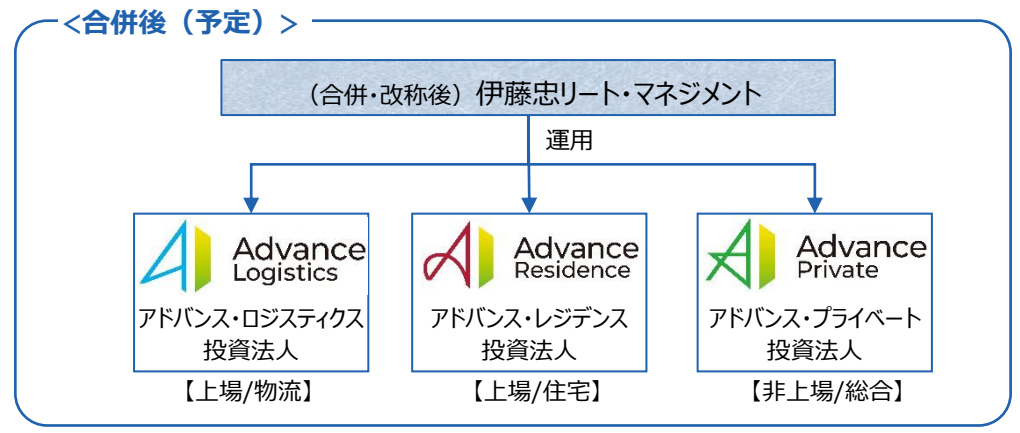 <合併後（予定）>
（合併・改称後）伊藤忠リート・マネジメント
運用
Advance
Logistics
アドバンス・ロジスティクス
投資法人
【上場/物流】
Advance
Residence
アドバンス・レジデンス
投資法人
【上場/住宅】
Advance
Private
アドバンス・プライベート
投資法人
【非上場/総合】